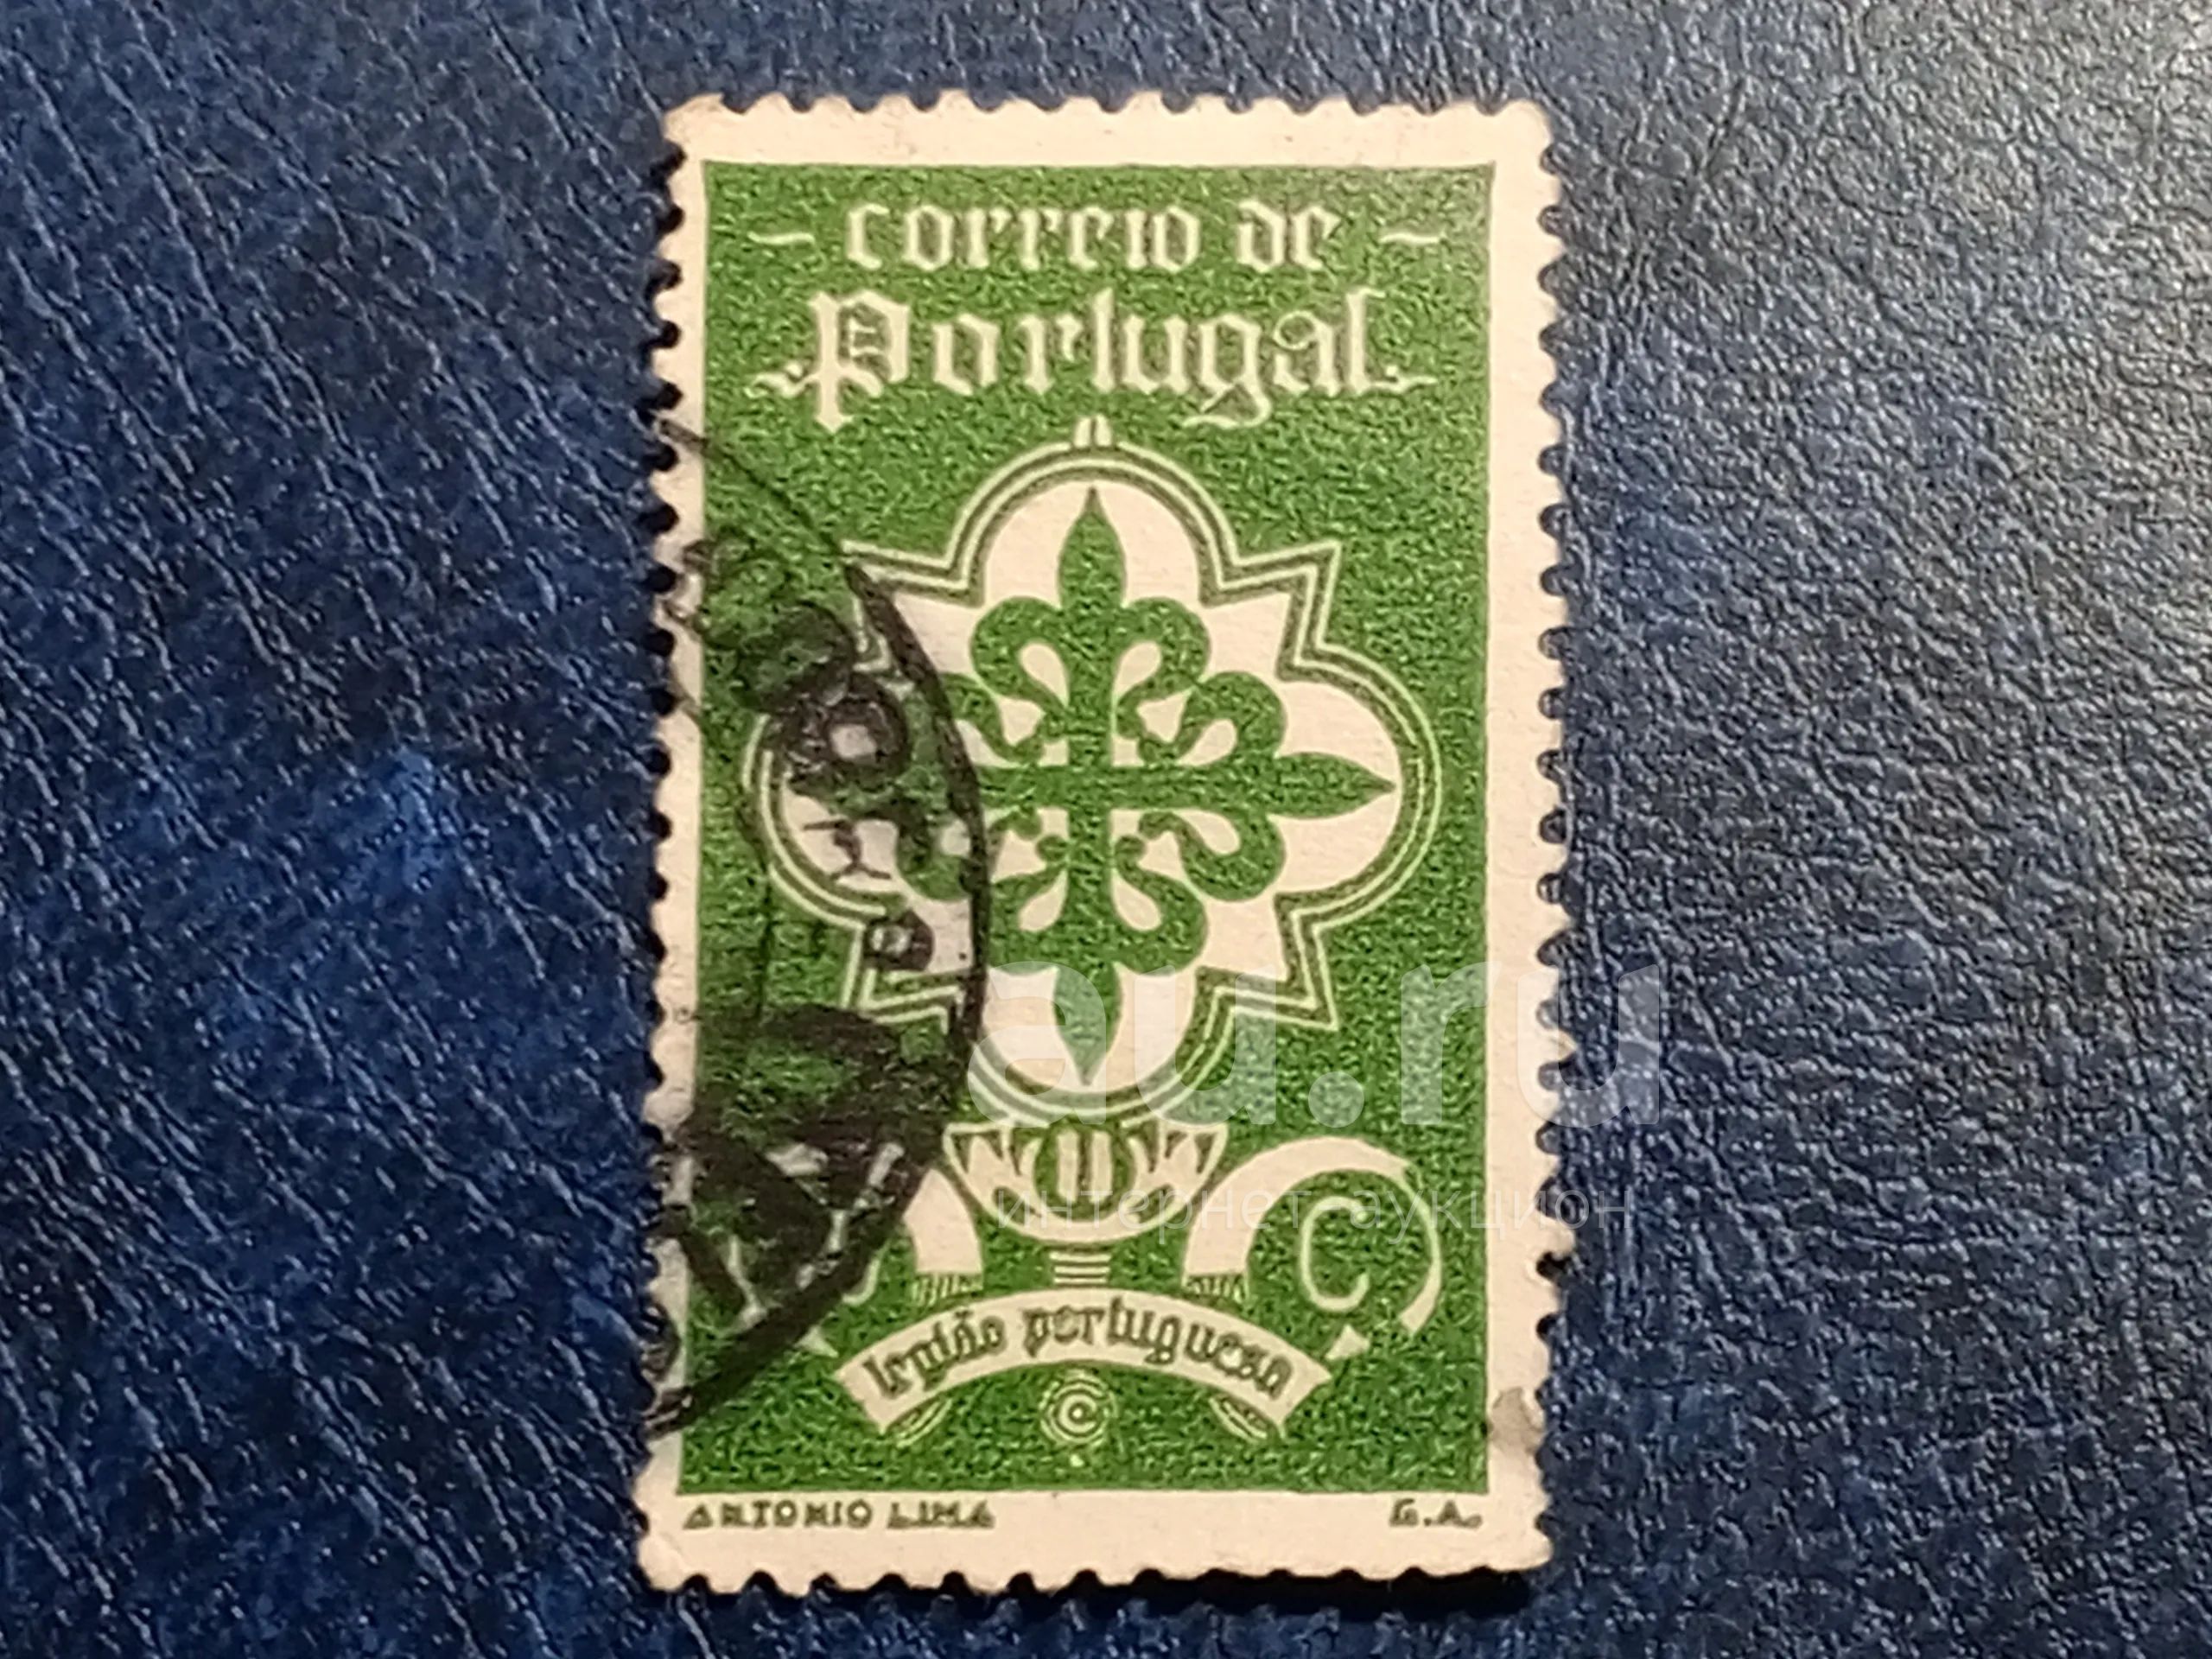 correio de
Portugal
C
legião portuguesa
ANTONIO LIMA
G.A.
au.ru
интернет аукцион